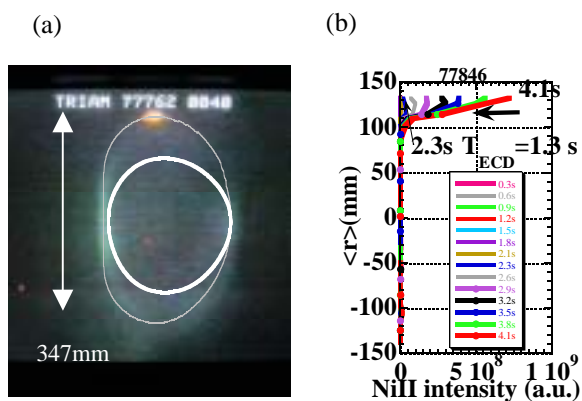 (a)
TRIAM 77762 0040
347mm
(b)
77846
150
100
50
0
-50
-100
-150
<r>(mm)
4.1s
2.3s T
ECD
=1.3 s
0.3s
0.6s
0.9s
1.2s
1.5s
1.8s
2.1s
2.3s
2.6s
2.9s
3.2s
3.5s
3.8s
4.1s
0 5 10^8 1 10^9
NiII intensity (a.u.)